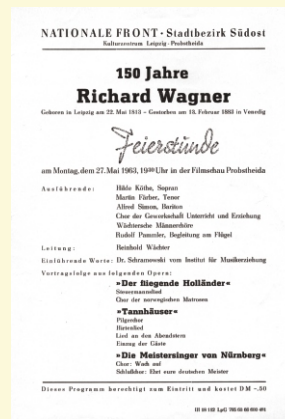 NATIONALE FRONT · Stadtbezirk Südost
Kulturzentrum Leipzig - Probstheida
150 Jahre
Richard Wagner
Geboren in Leipzig am 22. Mai 1813 – Gestorben am 13. Februar 1883 in Venedig
Feierstunde
am Montag, dem 27. Mai 1963, 19³⁰ Uhr in der Filmschau Probstheida
Ausführende: Hilde Köthe, Sopran
Martin Färber, Tenor
Alfred Simon, Bariton
Chor der Gewerkschaft Unterricht und Erziehung
Wächtersche Männerchöre
Rudolf Pommler, Begleitung am Flügel
Leitung: Reinhold Wächter
Einführende Worte: Dr. Schramowski vom Institut für Musikerziehung
Vortragsfolge aus folgenden Opern:
»Der fliegende Holländer«
Steuermannslied
Chor der norwegischen Matrosen
»Tannhäuser«
Pilgerchor
Hirtenlied
Lied an den Abendstern
Einzug der Gäste
»Die Meistersinger von Nürnberg«
Chor: Wach auf
Schlußchor: Ehrt eure deutschen Meister
Dieses Programm berechtigt zum Eintritt und kostet DM –.50